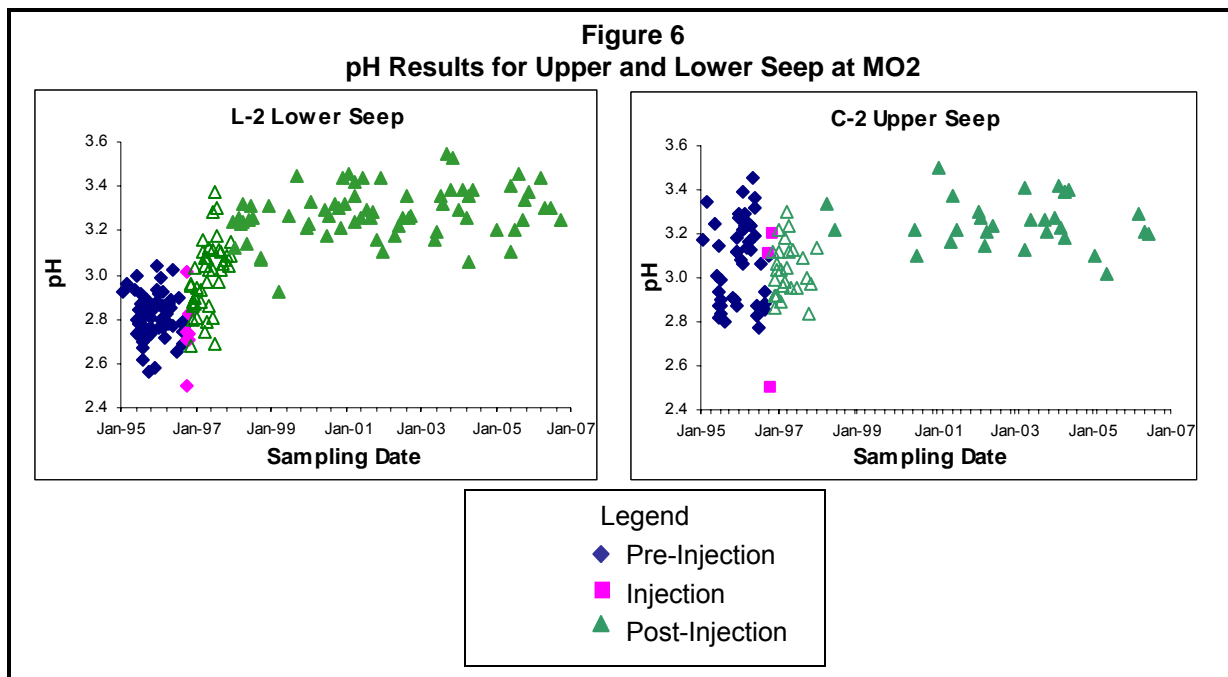 Figure 6
pH Results for Upper and Lower Seep at MO2
L-2 Lower Seep
3.6
3.4
3.2
3.0
2.8
2.6
2.4
pH
Jan-95 Jan-97 Jan-99 Jan-01 Jan-03 Jan-05 Jan-07
Sampling Date
C-2 Upper Seep
3.6
3.4
3.2
3.0
2.8
2.6
2.4
pH
Jan-95 Jan-97 Jan-99 Jan-01 Jan-03 Jan-05 Jan-07
Sampling Date
Legend
Pre-Injection
Injection
Post-Injection